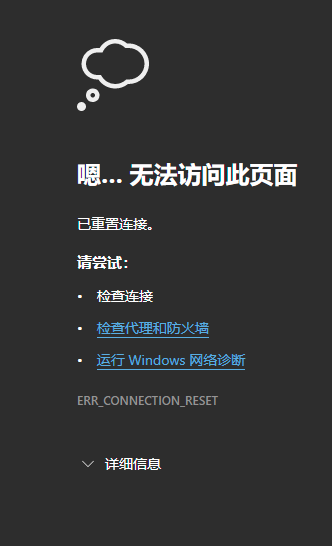 嗯... 无法访问此页面
已重置连接。
请尝试：
• 检查连接
• 检查代理和防火墙
• 运行 Windows 网络诊断
ERR_CONNECTION_RESET
详细信息